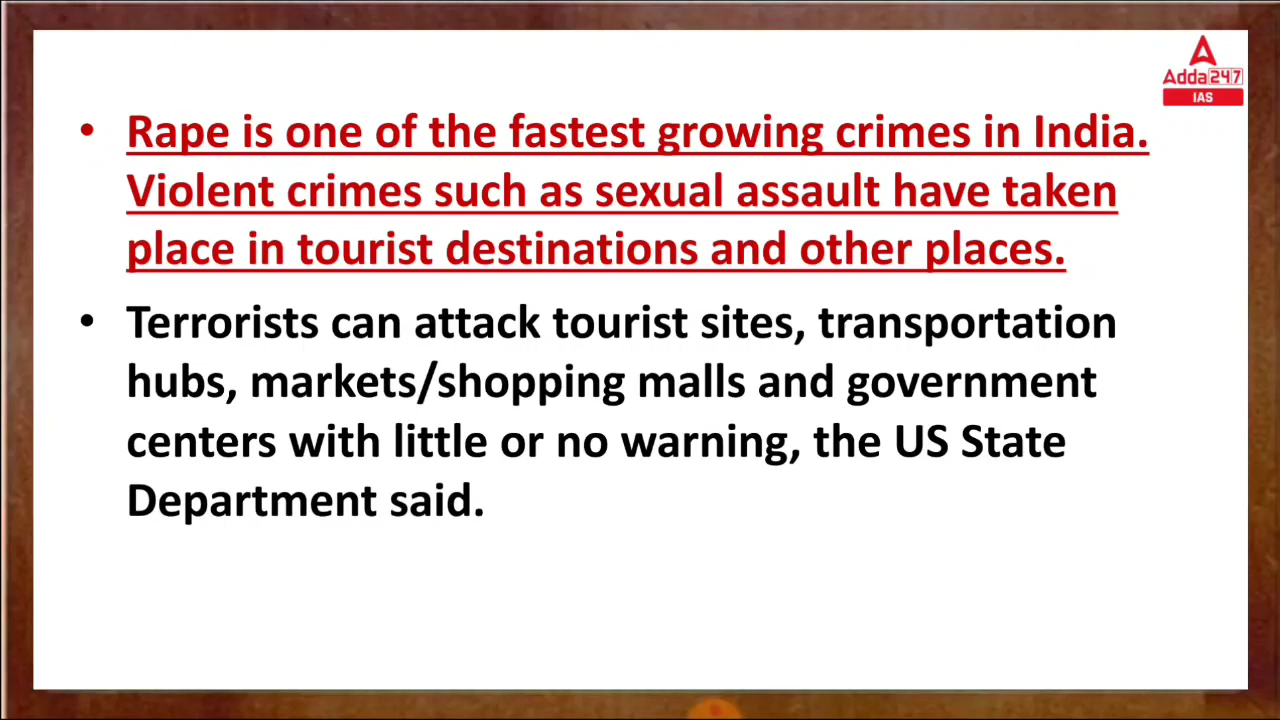 Adda247
IAS
• Rape is one of the fastest growing crimes in India.
Violent crimes such as sexual assault have taken
place in tourist destinations and other places.
• Terrorists can attack tourist sites, transportation
hubs, markets/shopping malls and government
centers with little or no warning, the US State
Department said.